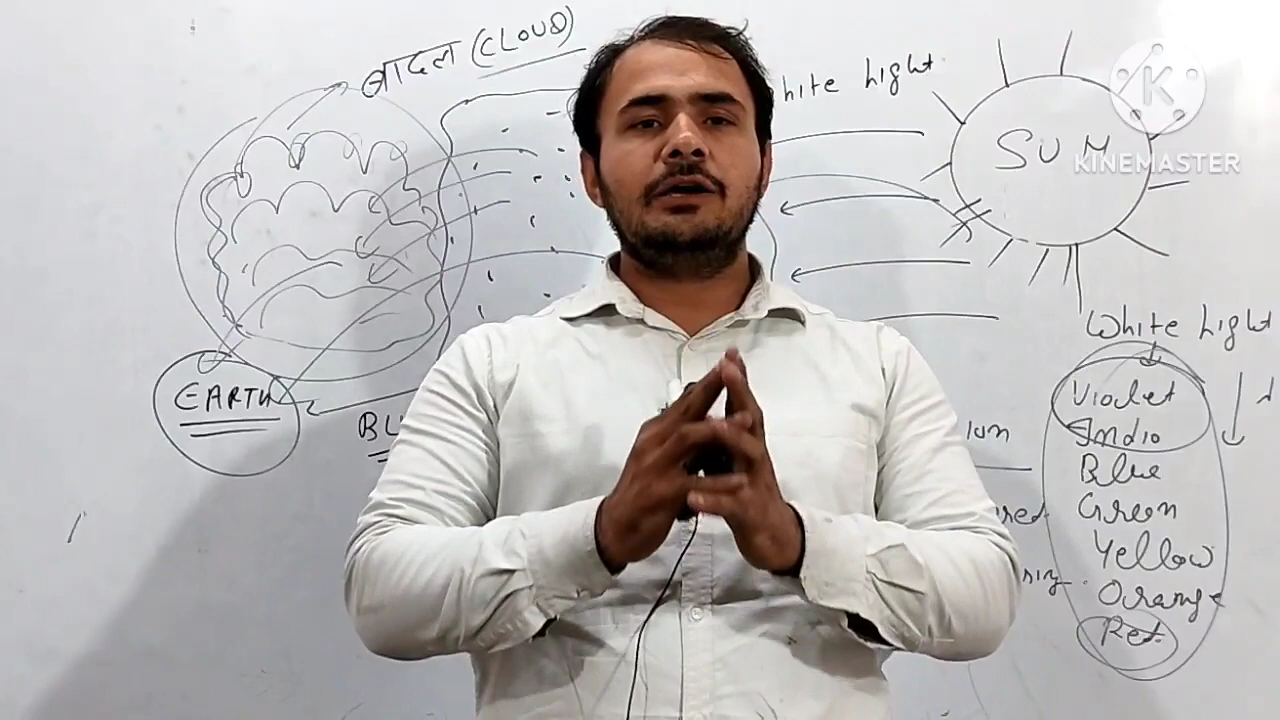 बादल (CLOUD)
White Light
SUN
KINEMASTER
White Light
EARTH
Violet
Indio
Blue
Green
Yellow
Orange
Red